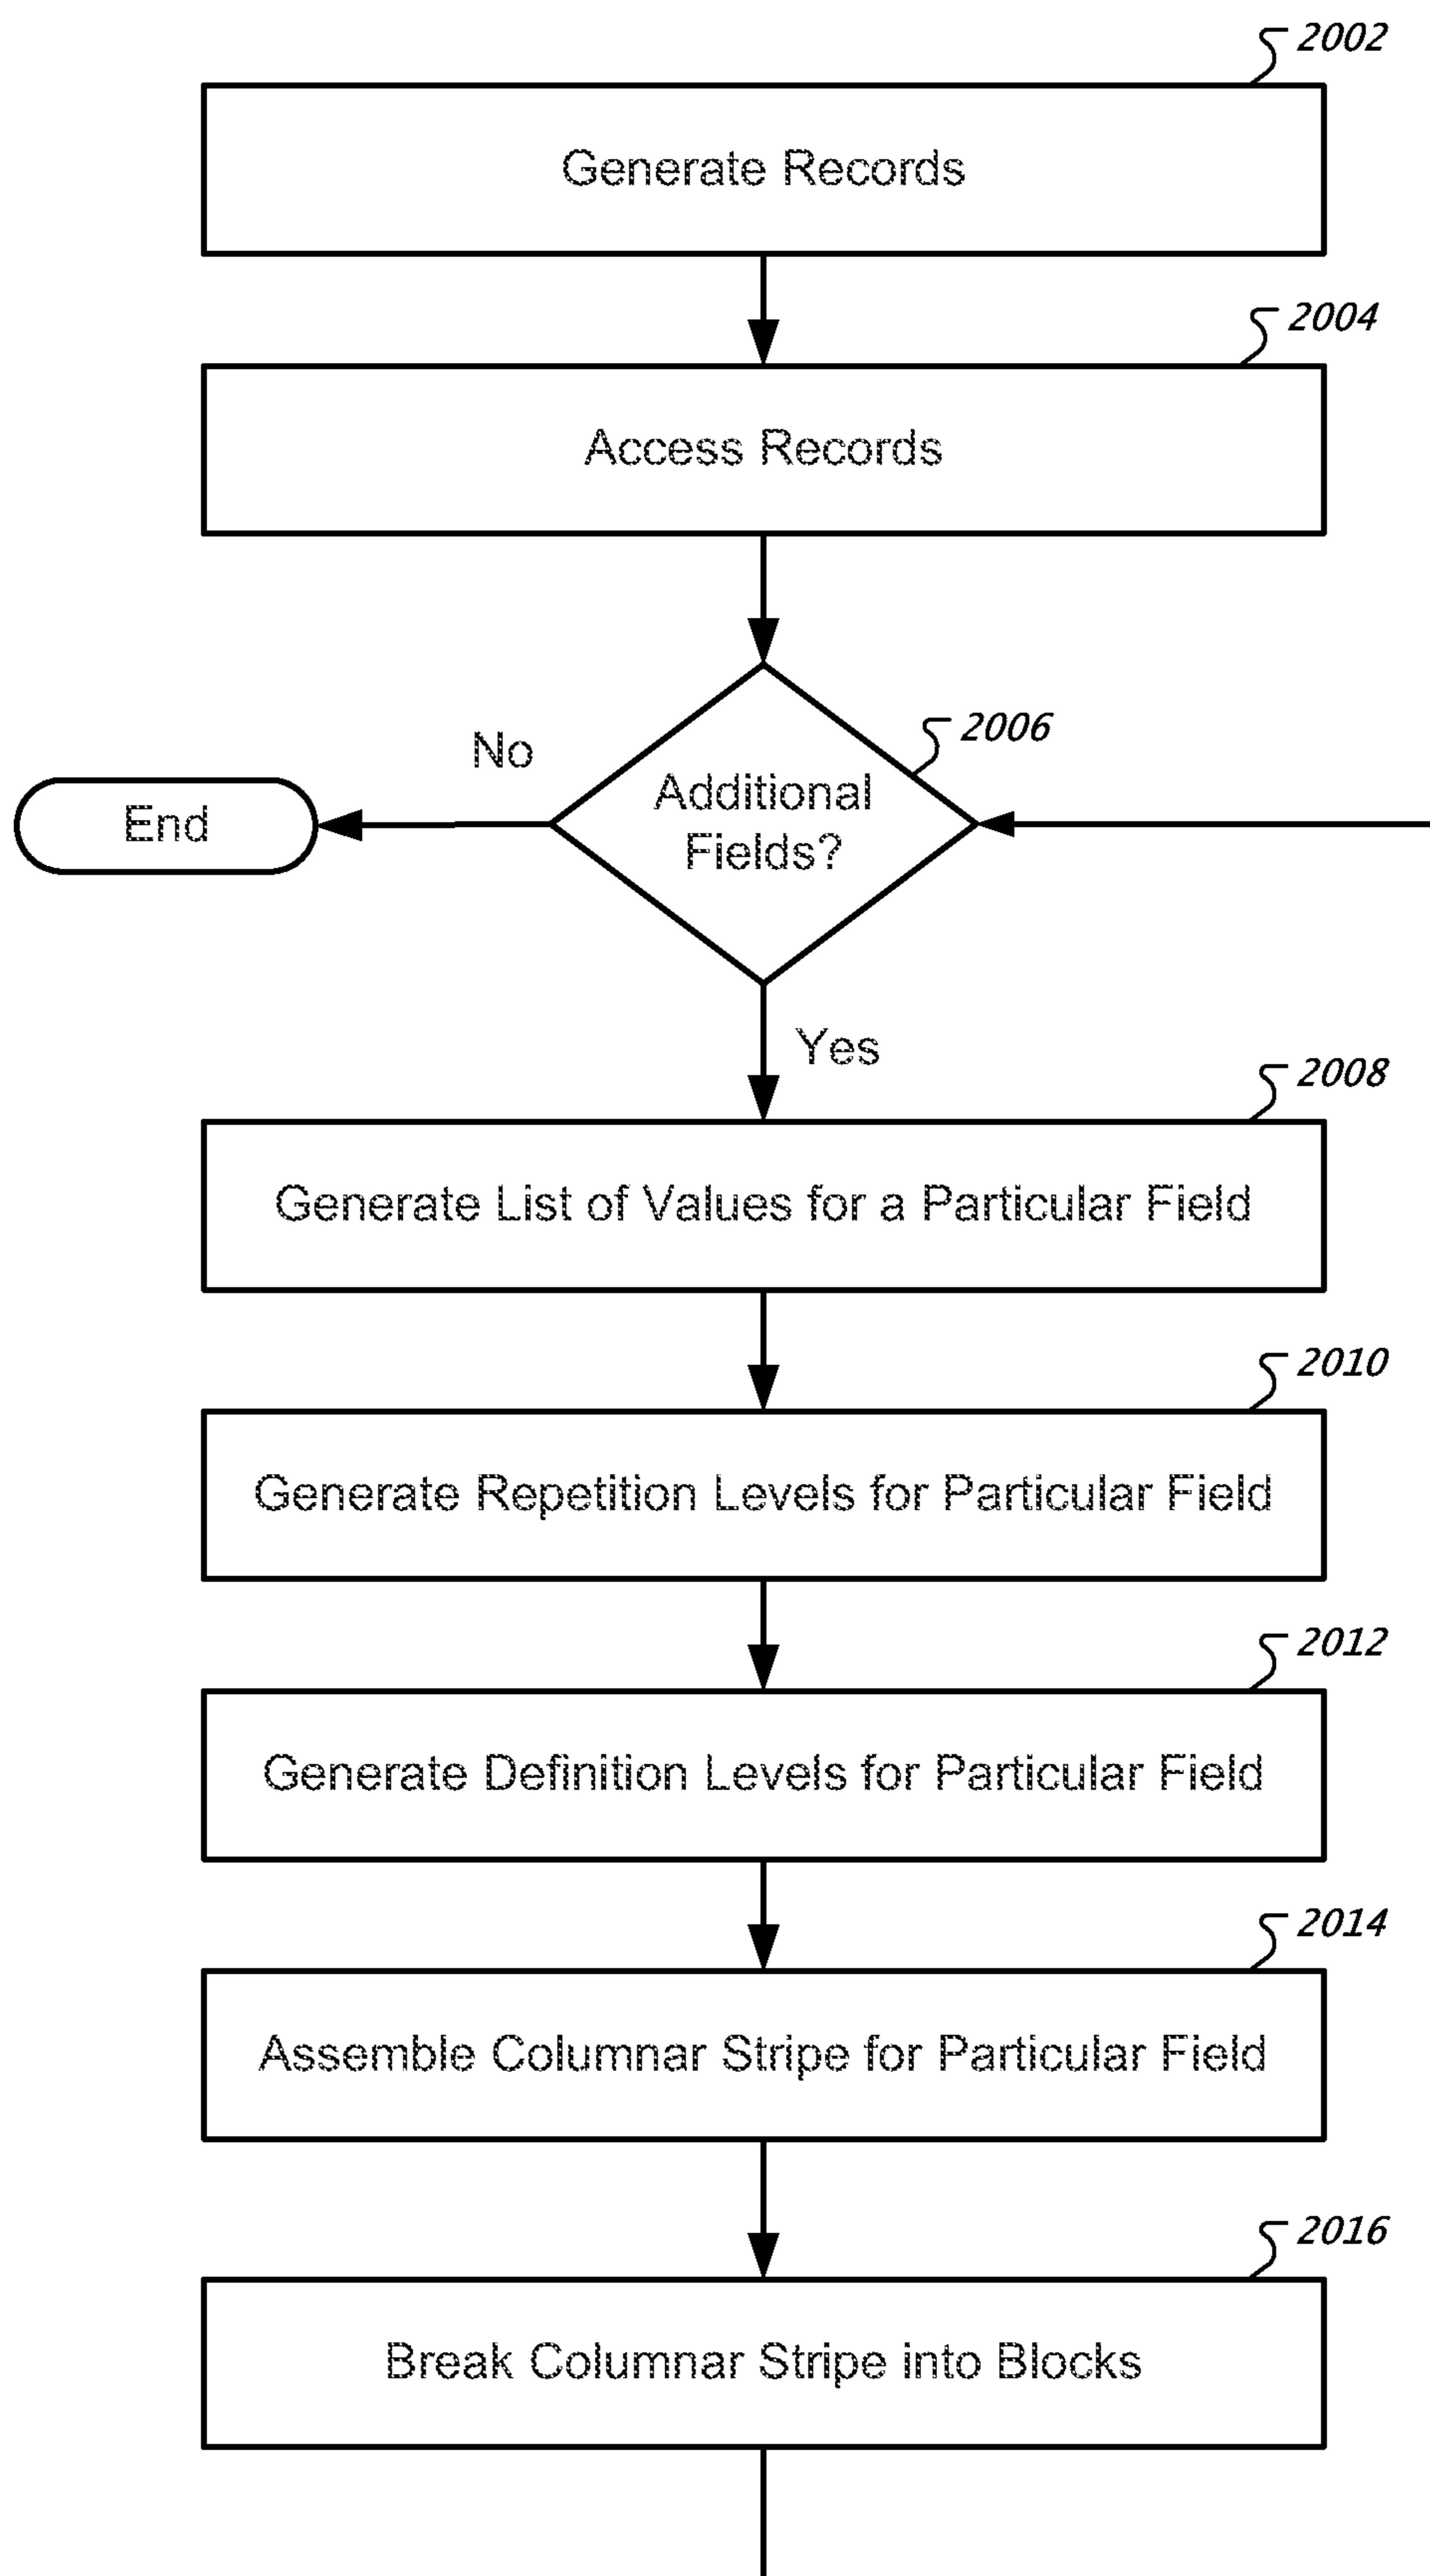 2002
Generate Records
2004
Access Records
2006
No
Additional
Fields?
End
Yes
2008
Generate List of Values for a Particular Field
2010
Generate Repetition Levels for Particular Field
2012
Generate Definition Levels for Particular Field
2014
Assemble Columnar Stripe for Particular Field
2016
Break Columnar Stripe into Blocks